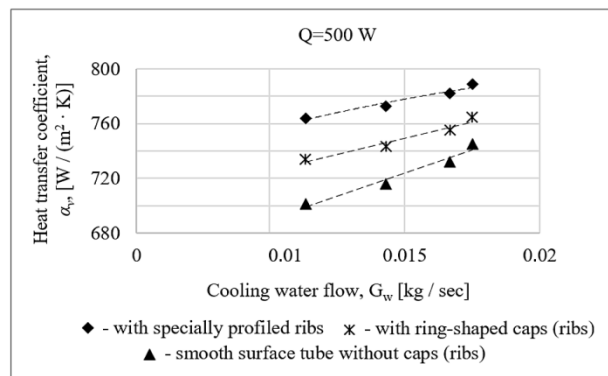 Q=500 W
Heat transfer coefficient,
αᵥ, [W / (m² · K)]
800
760
720
680
0
0.01
0.015
0.02
Cooling water flow, G_w [kg / sec]
- with specially profiled ribs
- with ring-shaped caps (ribs)
- smooth surface tube without caps (ribs)